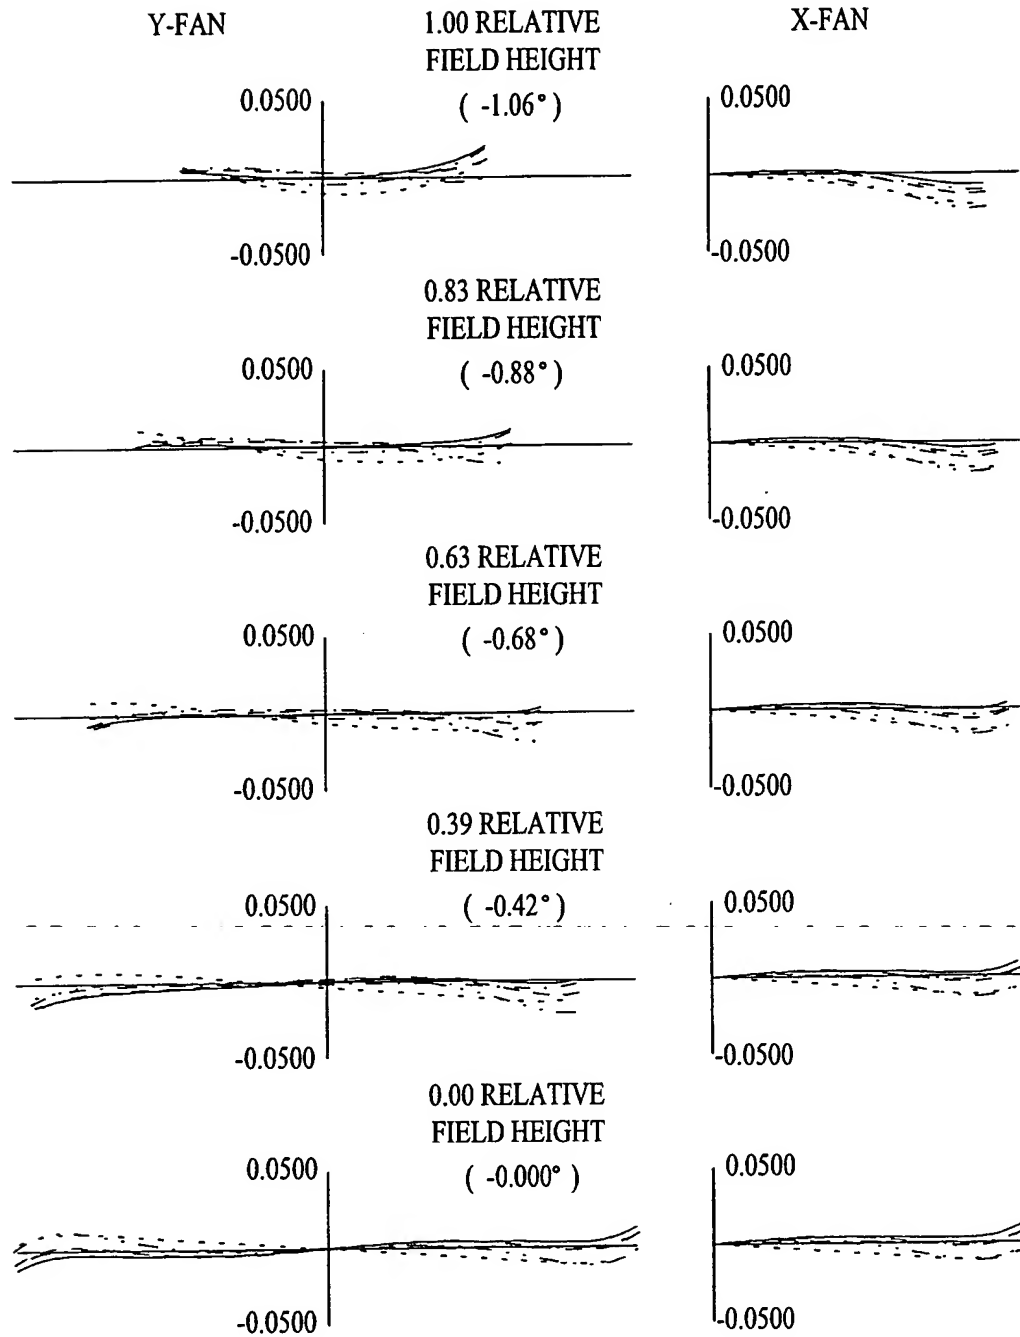 Y-FAN
1.00 RELATIVE
FIELD HEIGHT
( -1.06° )
X-FAN
0.0500
-0.0500
0.0500
-0.0500
0.83 RELATIVE
FIELD HEIGHT
( -0.88° )
0.0500
-0.0500
0.0500
-0.0500
0.63 RELATIVE
FIELD HEIGHT
( -0.68° )
0.0500
-0.0500
0.0500
-0.0500
0.39 RELATIVE
FIELD HEIGHT
( -0.42° )
0.0500
-0.0500
0.0500
-0.0500
0.00 RELATIVE
FIELD HEIGHT
( -0.000° )
0.0500
-0.0500
0.0500
-0.0500